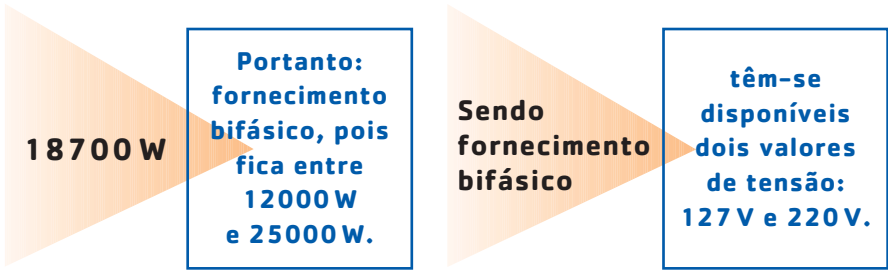 18700 W
Portanto:
fornecimento
bifásico, pois
fica entre
12000 W
e 25000 W.
Sendo
fornecimento
bifásico
têm-se
disponíveis
dois valores
de tensão:
127 V e 220 V.